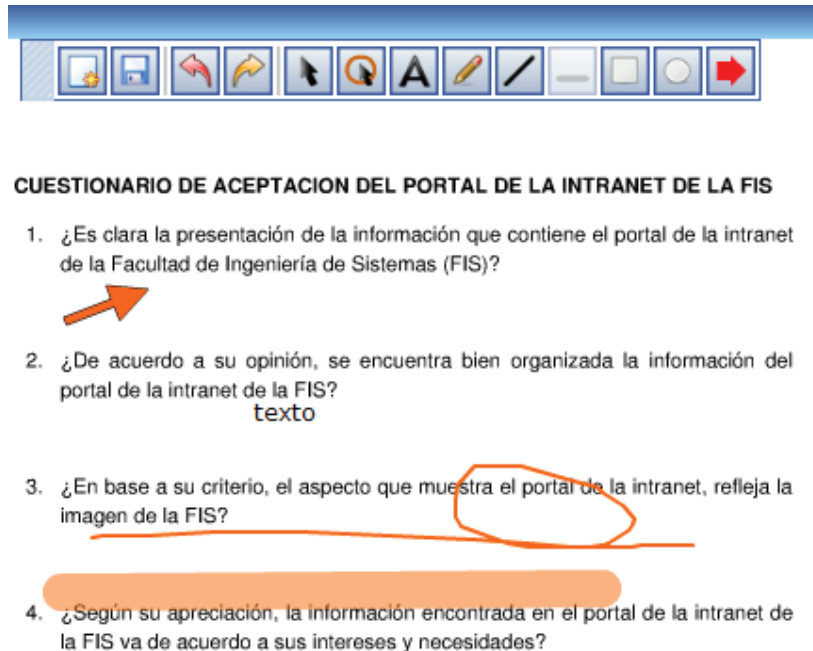 A
CUESTIONARIO DE ACEPTACION DEL PORTAL DE LA INTRANET DE LA FIS
1. ¿Es clara la presentación de la información que contiene el portal de la intranet
de la Facultad de Ingeniería de Sistemas (FIS)?
2. ¿De acuerdo a su opinión, se encuentra bien organizada la información del
portal de la intranet de la FIS?
texto
3. ¿En base a su criterio, el aspecto que muestra el portal de la intranet, refleja la
imagen de la FIS?
4. ¿Según su apreciación, la información encontrada en el portal de la intranet de
la FIS va de acuerdo a sus intereses y necesidades?